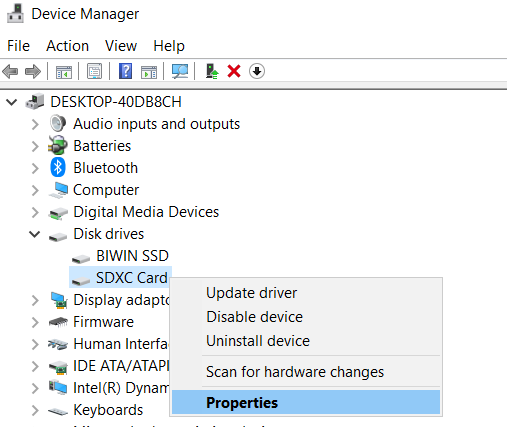 Device Manager
File Action View Help
DESKTOP-40DB8CH
Audio inputs and outputs
Batteries
Bluetooth
Computer
Digital Media Devices
Disk drives
BIWIN SSD
SDXC Card
Update driver
Disable device
Uninstall device
Scan for hardware changes
Properties
Display adapto
Firmware
Human Interfa
IDE ATA/ATAPI
Intel(R) Dynam
Keyboards